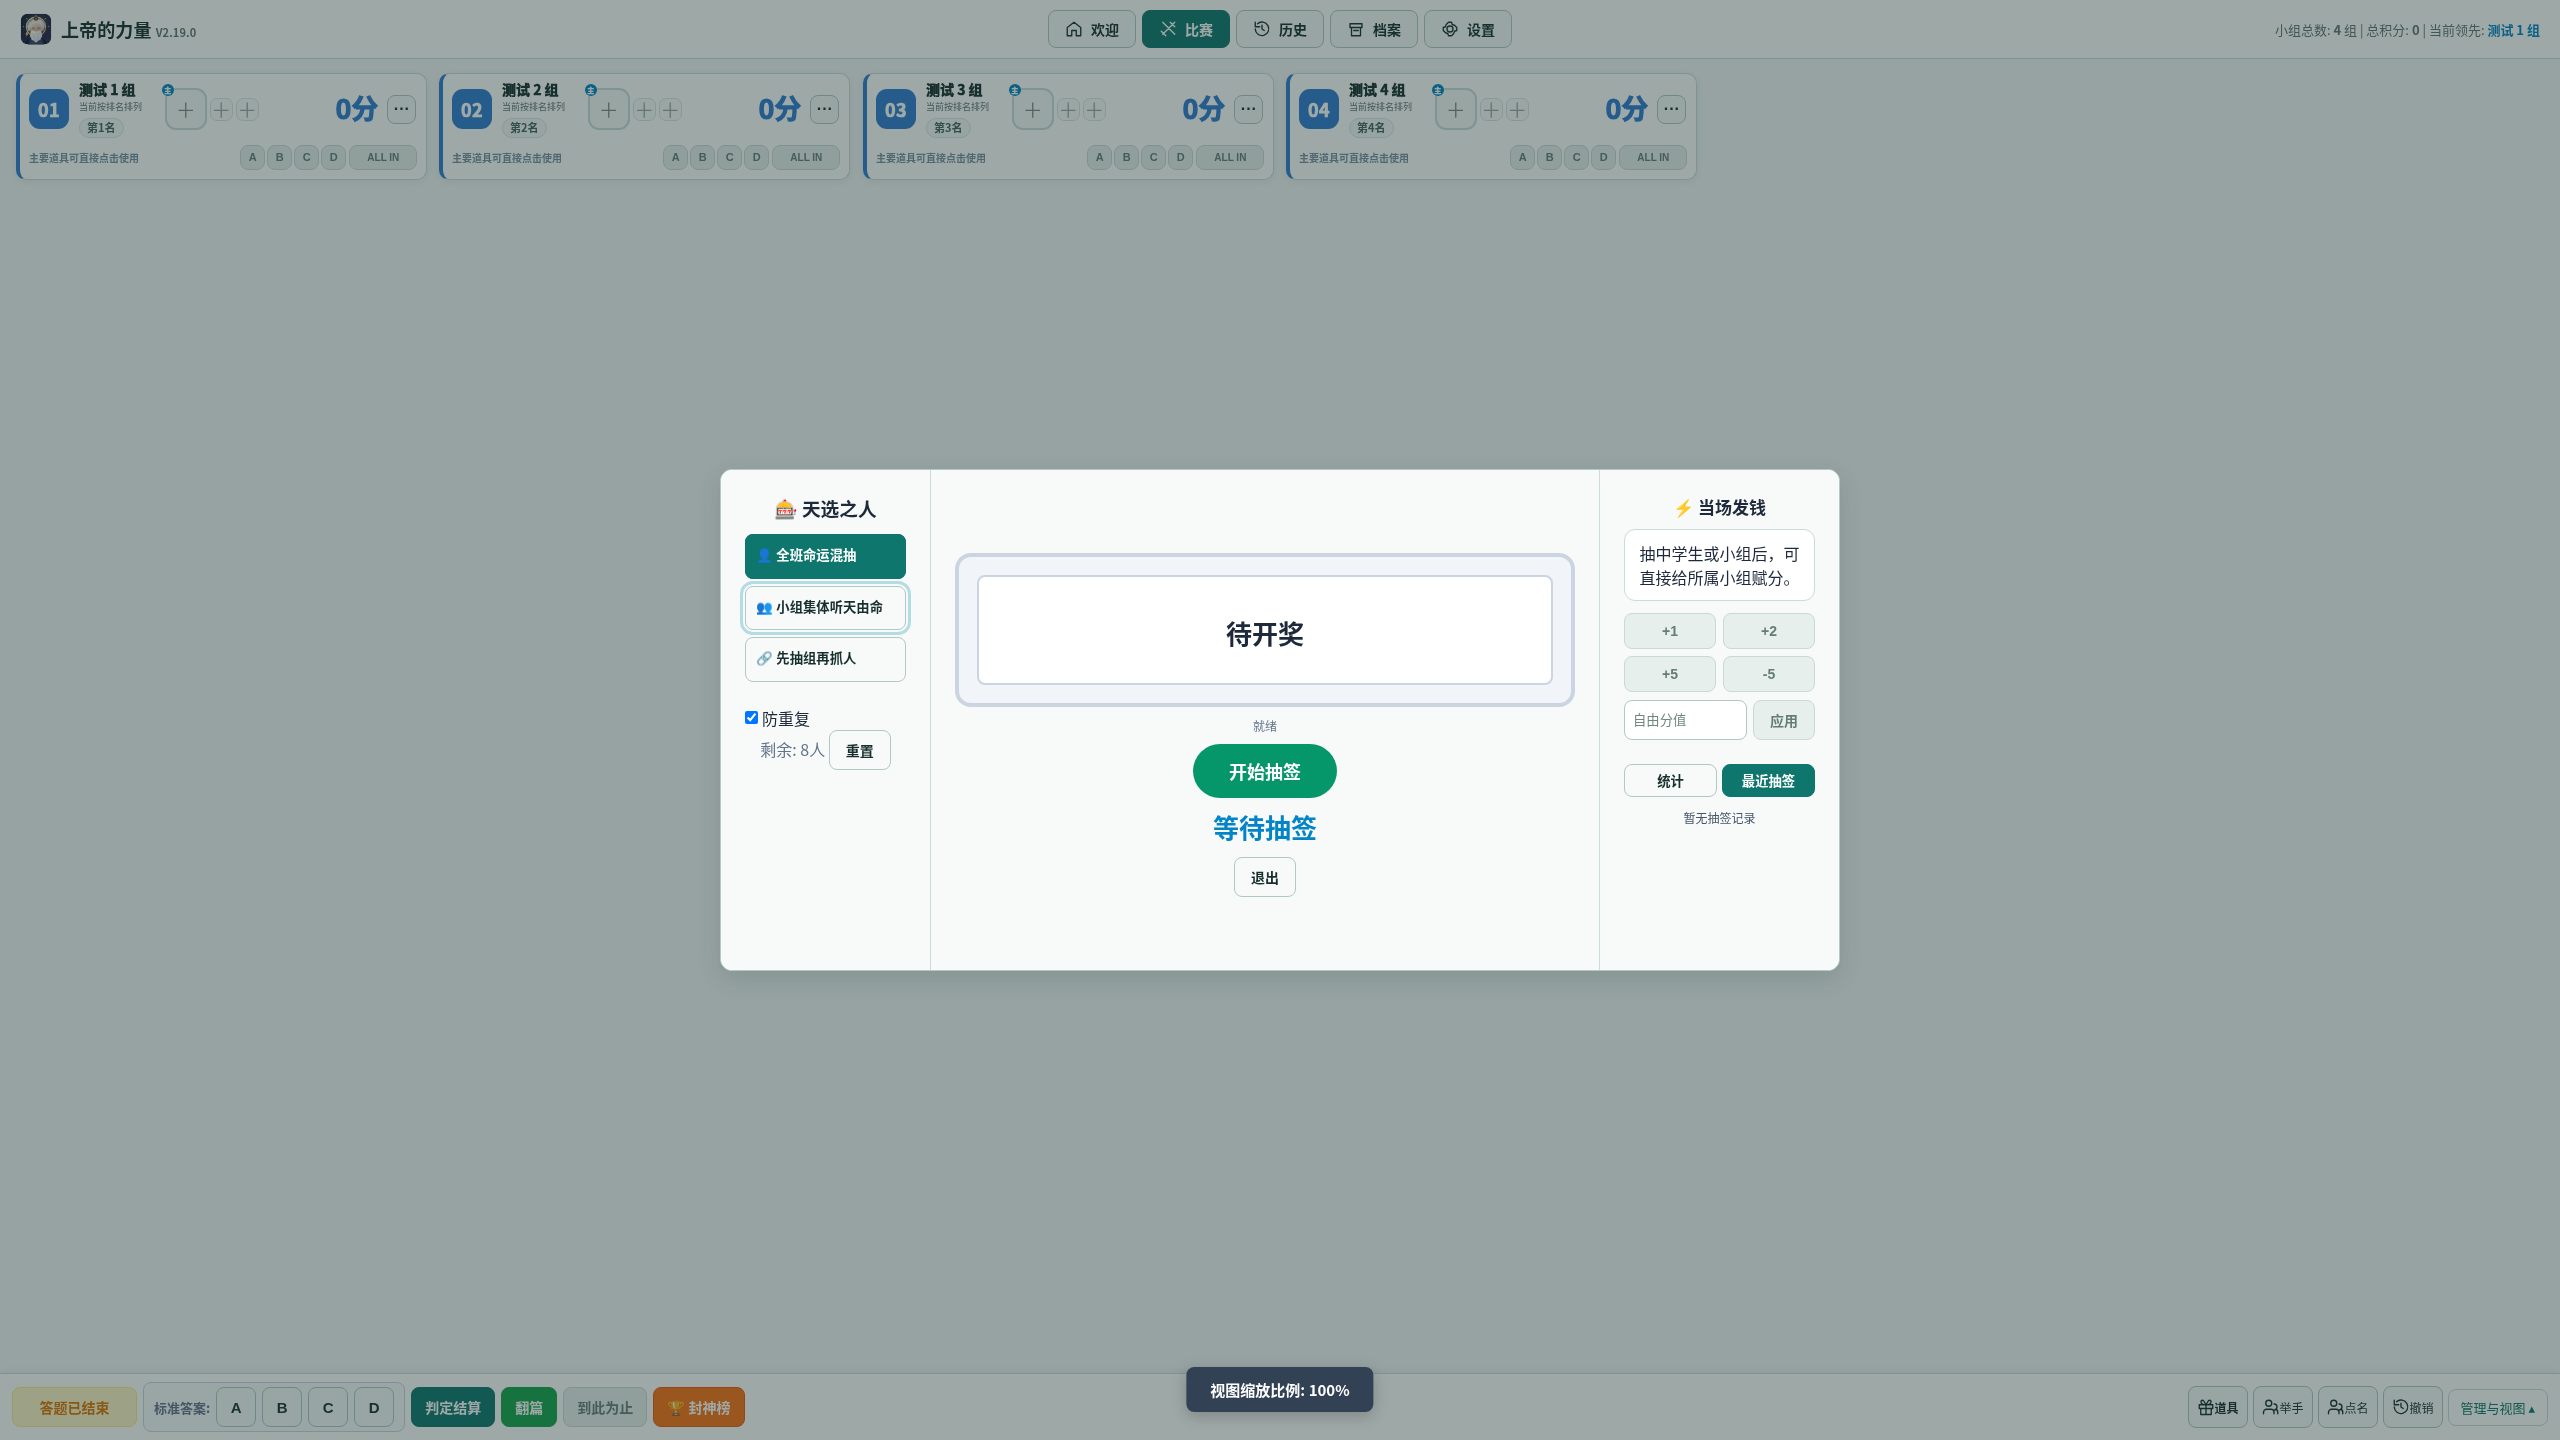 上帝的力量 V2.19.0
欢迎 比赛 历史 档案 设置
小组总数: 4 组 | 总积分: 0 | 当前领先: 测试 1 组
01 测试 1 组 当前按排名排列 第1名 主 0分 ...
主要道具可直接点击使用 A B C D ALL IN
02 测试 2 组 当前按排名排列 第2名 主 0分 ...
主要道具可直接点击使用 A B C D ALL IN
03 测试 3 组 当前按排名排列 第3名 主 0分 ...
主要道具可直接点击使用 A B C D ALL IN
04 测试 4 组 当前按排名排列 第4名 主 0分 ...
主要道具可直接点击使用 A B C D ALL IN
🎰 天选之人
👤 全班命运混抽
👥 小组集体听天由命
🔗 先抽组再抓人
防重复
剩余: 8人 重置
待开奖
就绪
开始抽签
等待抽签
退出
⚡ 当场发钱
抽中学生或小组后，可
直接给所属小组赋分。
+1 +2
+5 -5
自由分值 应用
统计 最近抽签
暂无抽签记录
视图缩放比例: 100%
答题已结束 标准答案: A B C D 判定结算 翻篇 到此为止 🏆 封神榜
道具 举手 点名 撤销 管理与视图 ▴